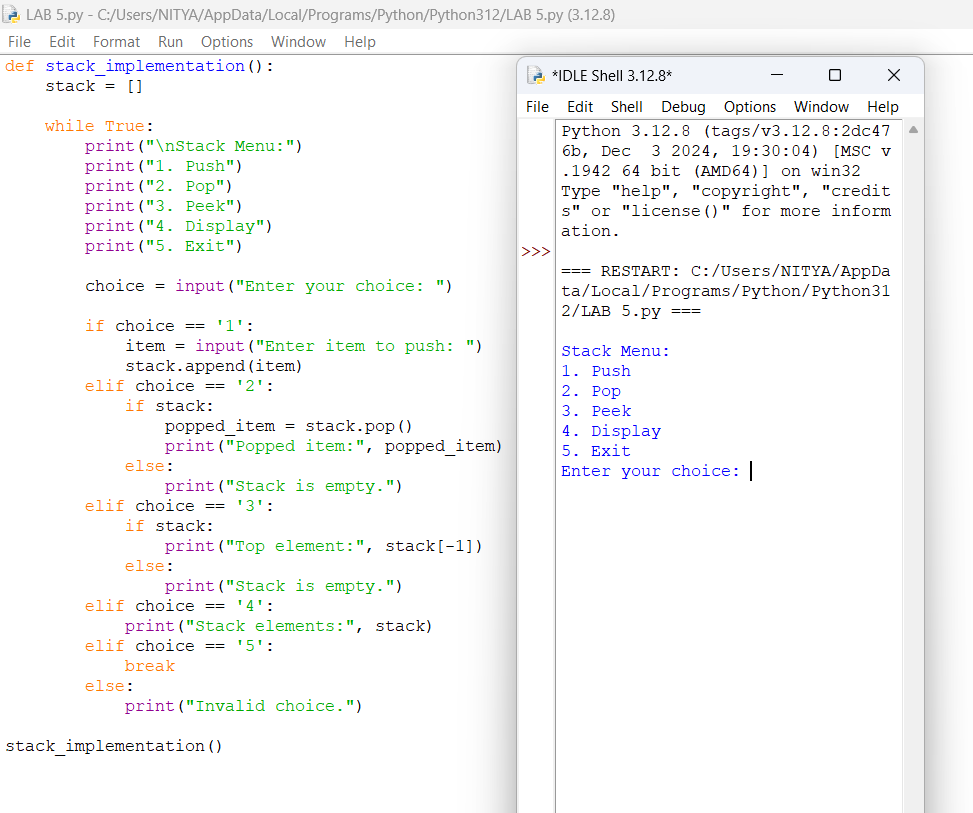 LAB 5.py - C:/Users/NITYA/AppData/Local/Programs/Python/Python312/LAB 5.py (3.12.8)
File Edit Format Run Options Window Help
def stack_implementation():
    stack = []

    while True:
        print("\nStack Menu:")
        print("1. Push")
        print("2. Pop")
        print("3. Peek")
        print("4. Display")
        print("5. Exit")

        choice = input("Enter your choice: ")

        if choice == '1':
            item = input("Enter item to push: ")
            stack.append(item)
        elif choice == '2':
            if stack:
                popped_item = stack.pop()
                print("Popped item:", popped_item)
            else:
                print("Stack is empty.")
        elif choice == '3':
            if stack:
                print("Top element:", stack[-1])
            else:
                print("Stack is empty.")
        elif choice == '4':
            print("Stack elements:", stack)
        elif choice == '5':
            break
        else:
            print("Invalid choice.")

stack_implementation()
*IDLE Shell 3.12.8*
File Edit Shell Debug Options Window Help
Python 3.12.8 (tags/v3.12.8:2dc47
6b, Dec  3 2024, 19:30:04) [MSC v
.1942 64 bit (AMD64)] on win32
Type "help", "copyright", "credit
s" or "license()" for more inform
ation.
>>>
=== RESTART: C:/Users/NITYA/AppDa
ta/Local/Programs/Python/Python31
2/LAB 5.py ===

Stack Menu:
1. Push
2. Pop
3. Peek
4. Display
5. Exit
Enter your choice: